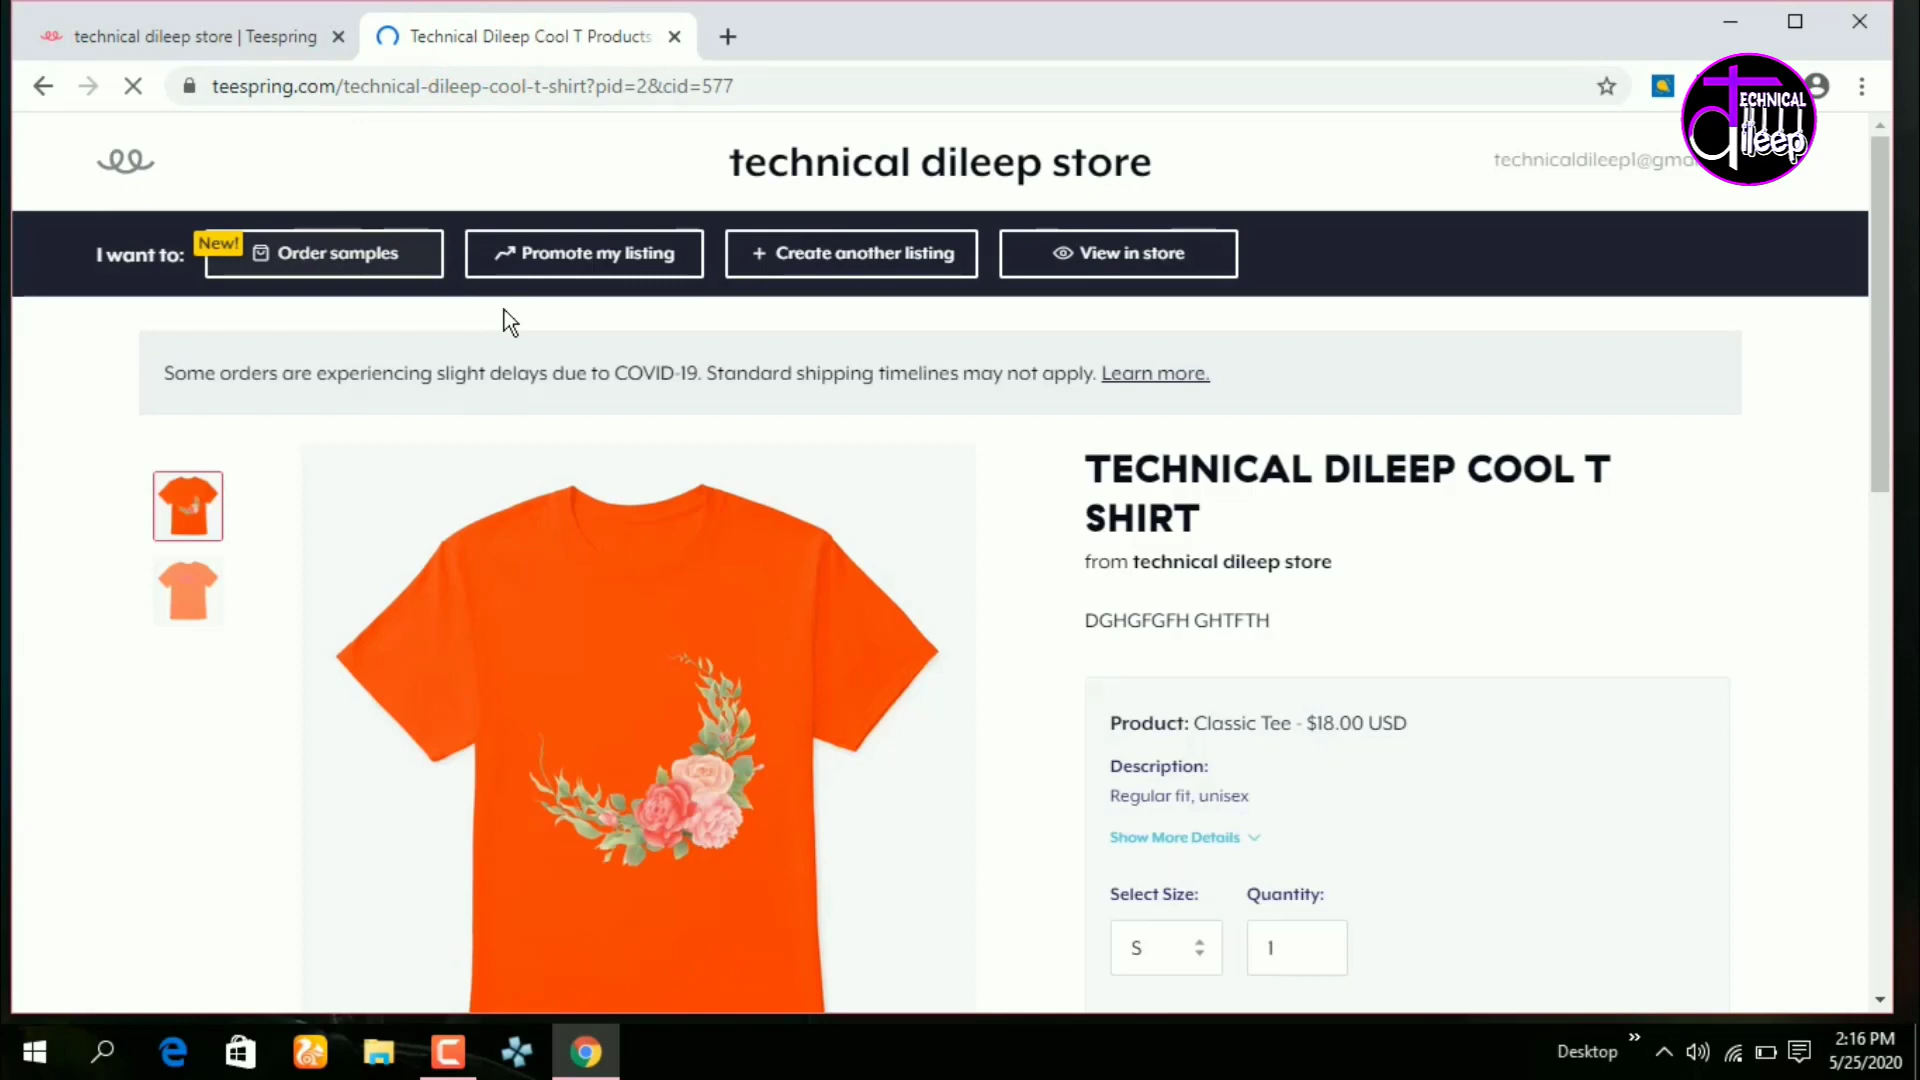 technical dileep store | Teespring
Technical Dileep Cool T Products
teespring.com/technical-dileep-cool-t-shirt?pid=2&cid=577
TECHNICAL
dileep
technical dileep store
technicaldileep1@gma
I want to:
New!
Order samples
Promote my listing
+ Create another listing
View in store
Some orders are experiencing slight delays due to COVID-19. Standard shipping timelines may not apply. Learn more.
TECHNICAL DILEEP COOL T
SHIRT
from technical dileep store
DGHGFGFH GHTFTH
Product: Classic Tee - $18.00 USD
Description:
Regular fit, unisex
Show More Details
Select Size: Quantity:
S 1
Desktop
2:16 PM
5/25/2020